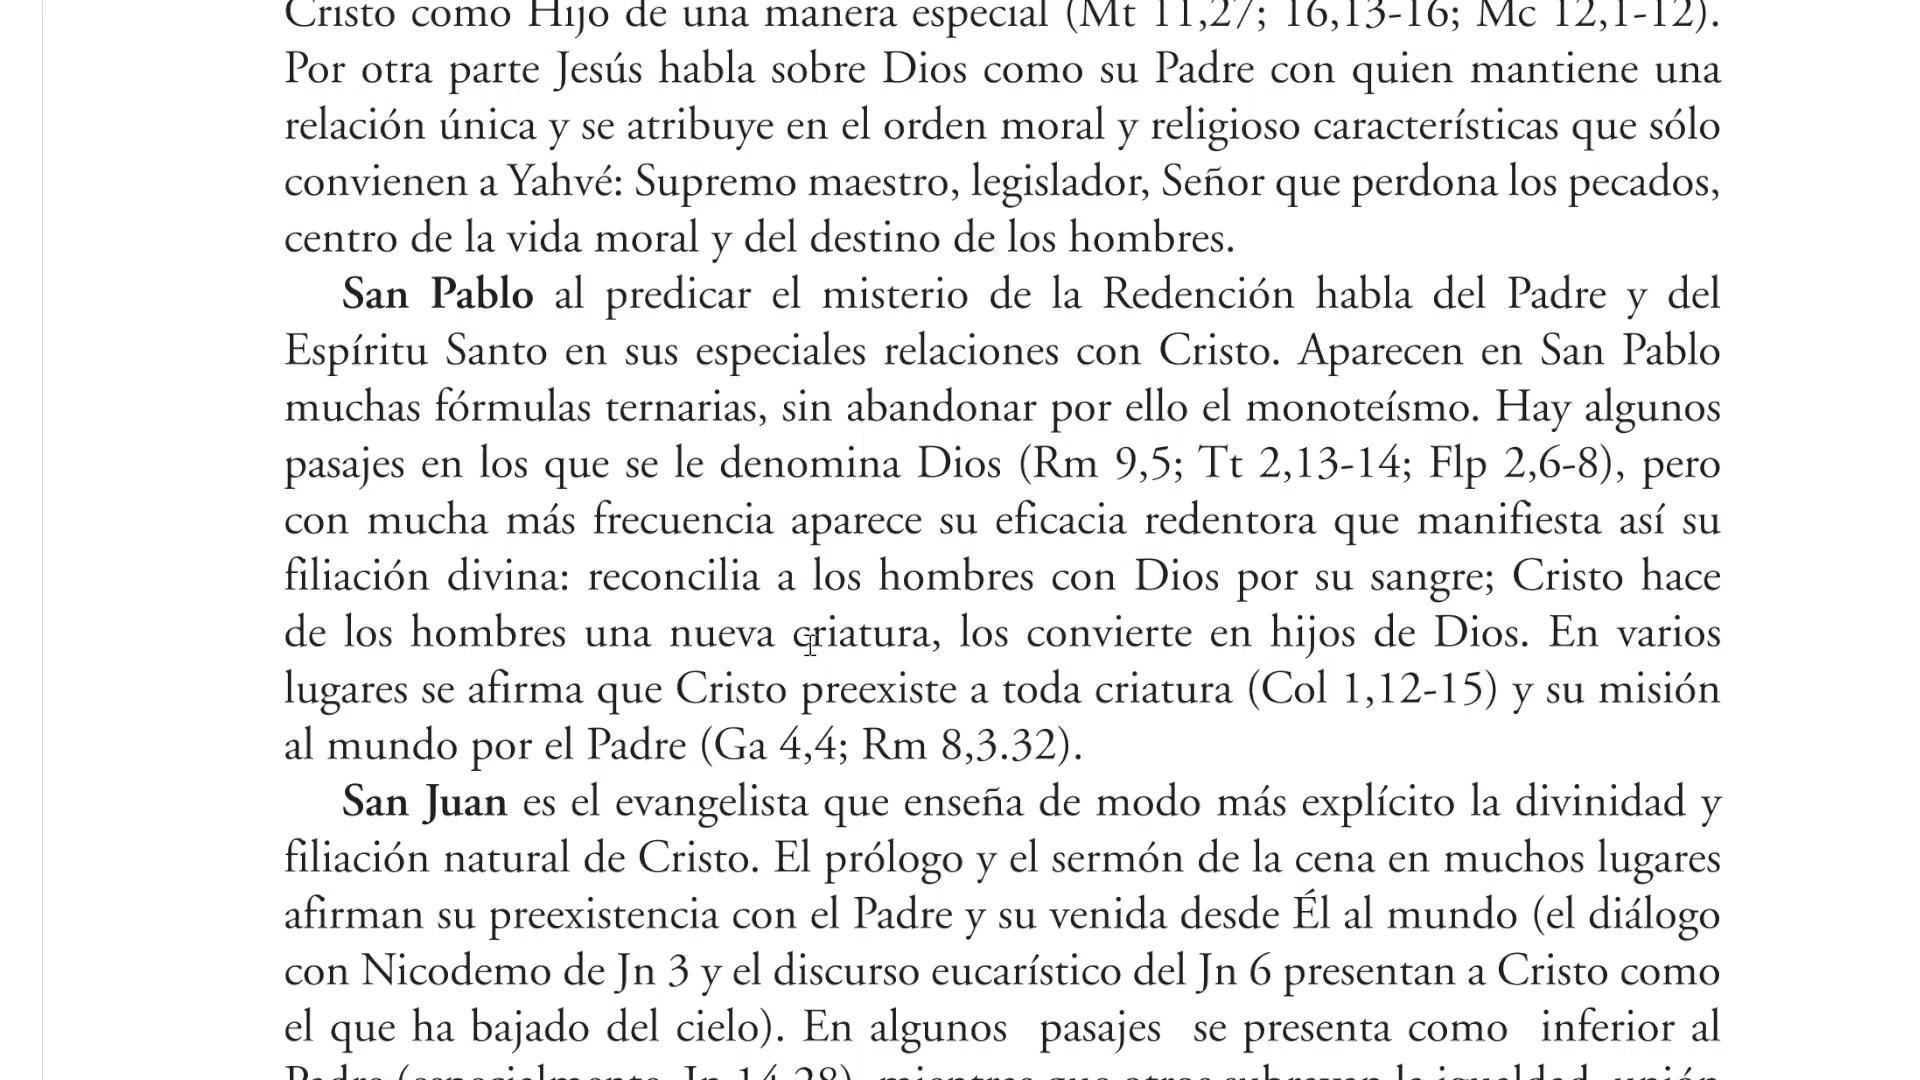 Cristo como Hijo de una manera especial (Mt 11,27; 16,13-16; Mc 12,1-12).
Por otra parte Jesús habla sobre Dios como su Padre con quien mantiene una
relación única y se atribuye en el orden moral y religioso características que sólo
convienen a Yahvé: Supremo maestro, legislador, Señor que perdona los pecados,
centro de la vida moral y del destino de los hombres.
San Pablo al predicar el misterio de la Redención habla del Padre y del
Espíritu Santo en sus especiales relaciones con Cristo. Aparecen en San Pablo
muchas fórmulas ternarias, sin abandonar por ello el monoteísmo. Hay algunos
pasajes en los que se le denomina Dios (Rm 9,5; Tt 2,13-14; Flp 2,6-8), pero
con mucha más frecuencia aparece su eficacia redentora que manifiesta así su
filiación divina: reconcilia a los hombres con Dios por su sangre; Cristo hace
de los hombres una nueva criatura, los convierte en hijos de Dios. En varios
lugares se afirma que Cristo preexiste a toda criatura (Col 1,12-15) y su misión
al mundo por el Padre (Ga 4,4; Rm 8,3.32).
San Juan es el evangelista que enseña de modo más explícito la divinidad y
filiación natural de Cristo. El prólogo y el sermón de la cena en muchos lugares
afirman su preexistencia con el Padre y su venida desde Él al mundo (el diálogo
con Nicodemo de Jn 3 y el discurso eucarístico del Jn 6 presentan a Cristo como
el que ha bajado del cielo). En algunos pasajes se presenta como inferior al
Padre (especialmente, Jn 14,28), mientras que otros subrayan la igualdad, unión